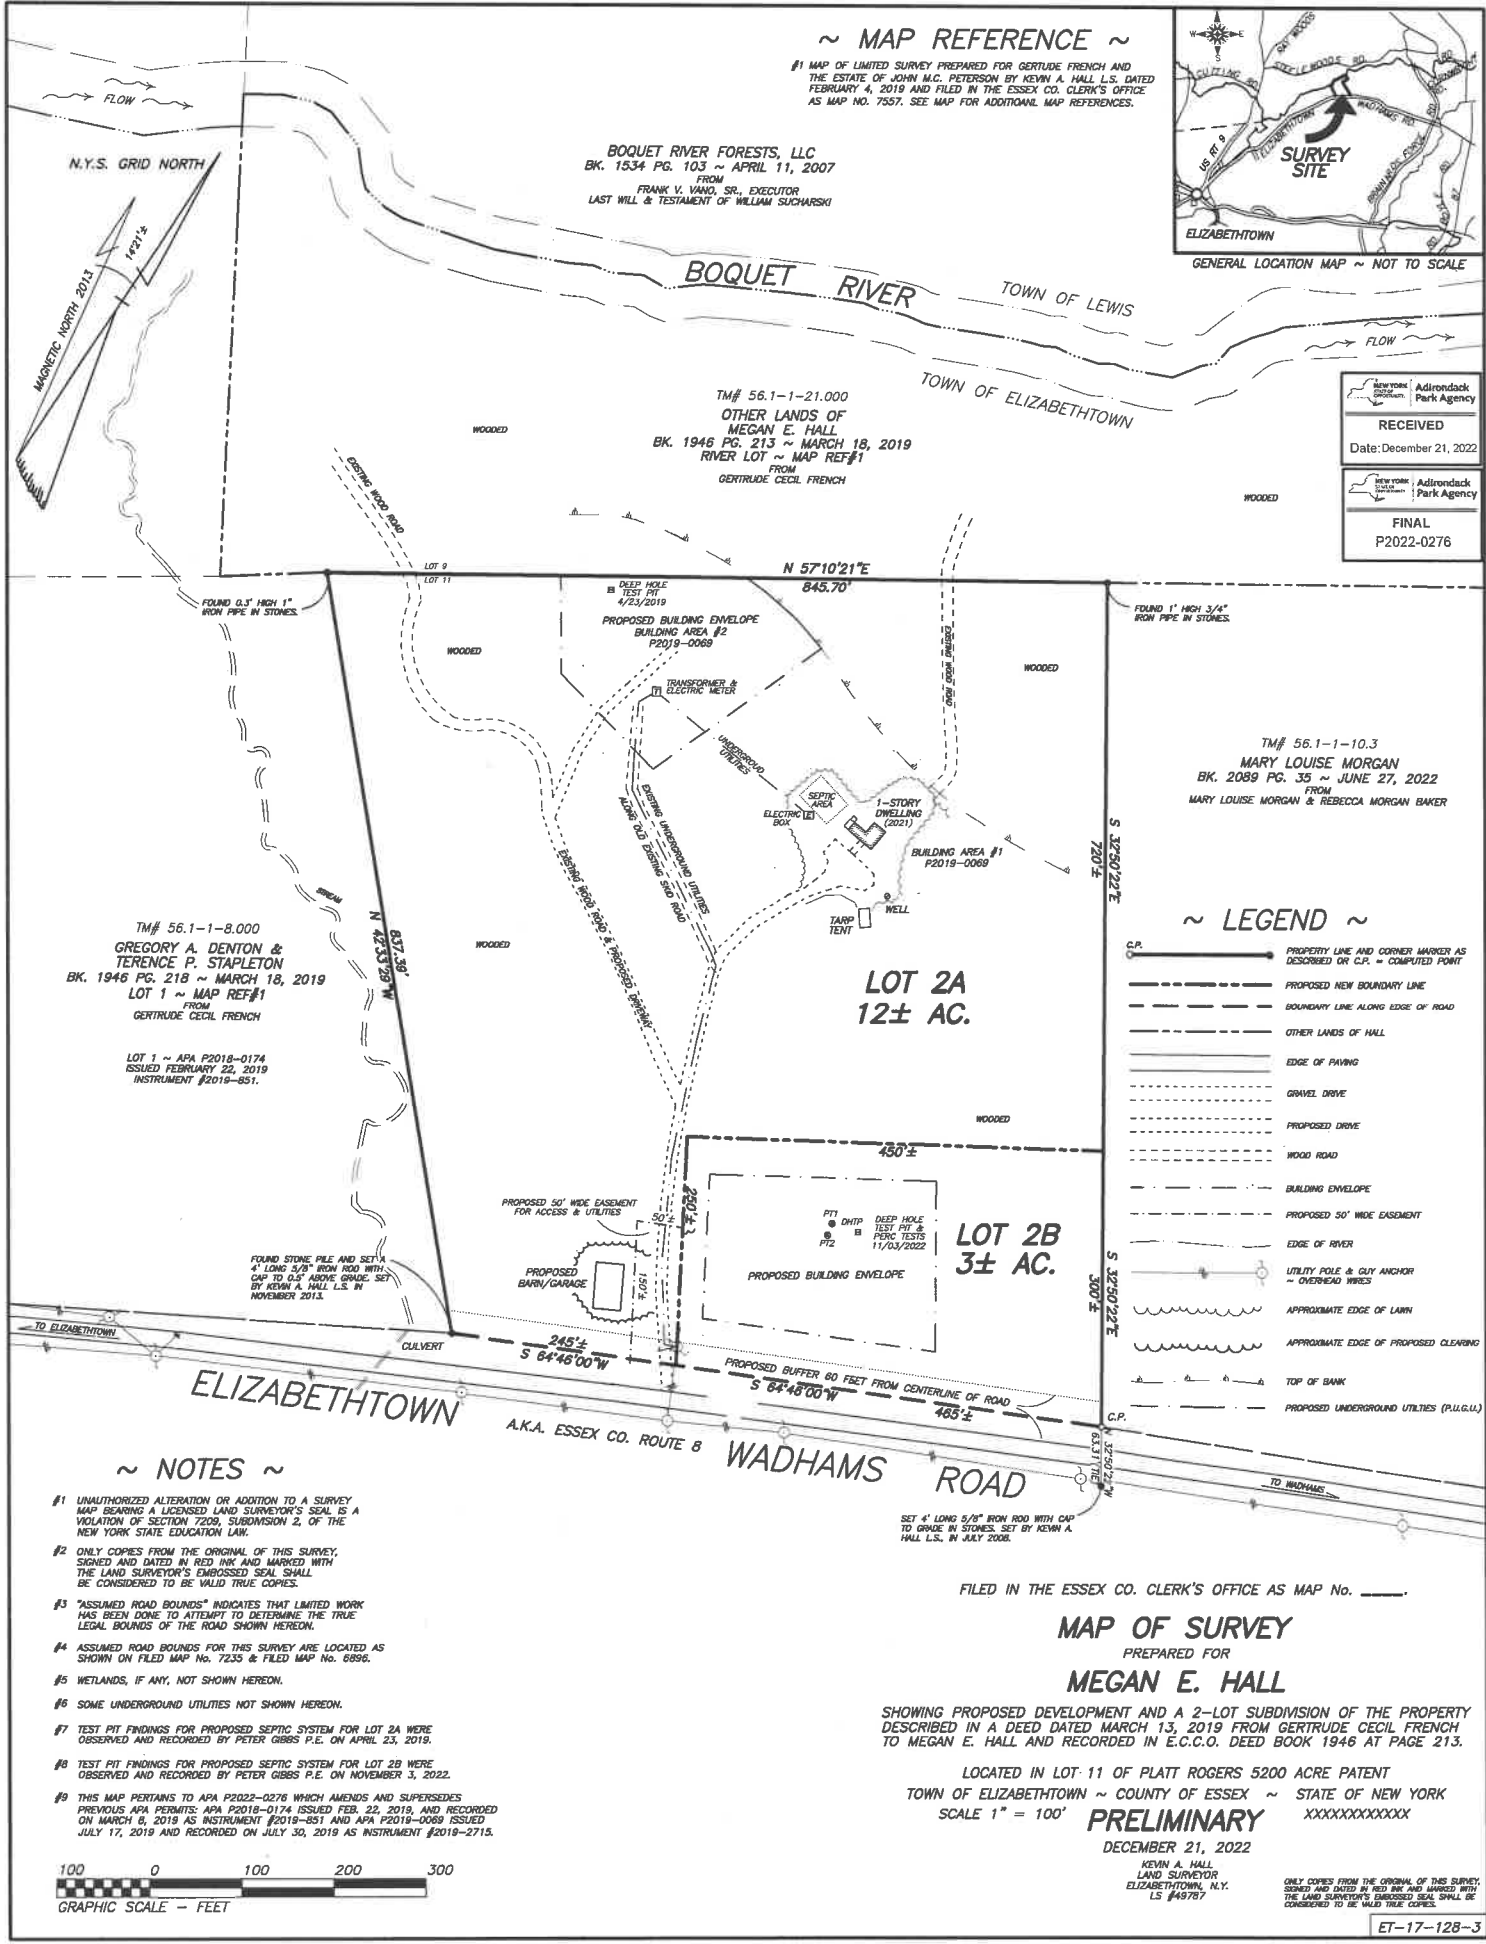 ~ MAP REFERENCE ~
#1 MAP OF LIMITED SURVEY PREPARED FOR GERTUDE FRENCH AND
THE ESTATE OF JOHN M.C. PETERSON BY KEVIN A. HALL L.S. DATED
FEBRUARY 4, 2019 AND FILED IN THE ESSEX CO. CLERK'S OFFICE
AS MAP NO. 7557. SEE MAP FOR ADDITIOANL MAP REFERENCES.
W E
S
RAY WOODS
CUTTING RD.
STEELE WOODS RD.
WADHAMS RD.
ELIZABETHTOWN
US RT 9
SURVEY
SITE
ELIZABETHTOWN
GENERAL LOCATION MAP ~ NOT TO SCALE
FLOW
N.Y.S. GRID NORTH
14°21'±
MAGNETIC NORTH 2013
BOQUET RIVER FORESTS, LLC
BK. 1534 PG. 103 ~ APRIL 11, 2007
FROM
FRANK V. VANO, SR., EXECUTOR
LAST WILL & TESTAMENT OF WILLIAM SUCHARSKI
BOQUET RIVER
TOWN OF LEWIS
TOWN OF ELIZABETHTOWN
FLOW
NEW YORK
STATE OF
OPPORTUNITY
Adirondack
Park Agency
RECEIVED
Date: December 21, 2022
NEW YORK
STATE OF
OPPORTUNITY
Adirondack
Park Agency
FINAL
P2022-0276
TM# 56.1-1-21.000
OTHER LANDS OF
MEGAN E. HALL
BK. 1946 PG. 213 ~ MARCH 18, 2019
RIVER LOT ~ MAP REF#1
FROM
GERTRUDE CECIL FRENCH
WOODED
WOODED
EXISTING WOOD ROAD
LOT 9
LOT 11
N 57°10'21"E
845.70'
FOUND 0.3' HIGH 1"
IRON PIPE IN STONES.
FOUND 1' HIGH 3/4"
IRON PIPE IN STONES.
DEEP HOLE
TEST PIT
4/23/2019
PROPOSED BUILDING ENVELOPE
BUILDING AREA #2
P2019-0069
WOODED
EXISTING WOOD ROAD
WOODED
T
TRANSFORMER &
ELECTRIC METER
UNDERGROUD
UTILITIES
SEPTIC
AREA
ELECTRIC
BOX
E
1-STORY
DWELLING
(2021)
BUILDING AREA #1
P2019-0069
WELL
TARP
TENT
EXISTING UNDERGROUND UTILITIES
ALONG OLD EXISTING SKID ROAD
EXISTING WOOD ROAD & PROPOSED DRIVEWAY
TM# 56.1-1-10.3
MARY LOUISE MORGAN
BK. 2089 PG. 35 ~ JUNE 27, 2022
FROM
MARY LOUISE MORGAN & REBECCA MORGAN BAKER
S 32°50'22"E
720'±
STREAM
TM# 56.1-1-8.000
GREGORY A. DENTON &
TERENCE P. STAPLETON
BK. 1946 PG. 218 ~ MARCH 18, 2019
LOT 1 ~ MAP REF#1
FROM
GERTRUDE CECIL FRENCH
LOT 1 ~ APA P2018-0174
ISSUED FEBRUARY 22, 2019
INSTRUMENT #2019-851.
837.39'
N 42°33'29"W
WOODED
LOT 2A
12± AC.
WOODED
~ LEGEND ~
C.P.
PROPERTY LINE AND CORNER MARKER AS
DESCRIBED OR C.P. = COMPUTED POINT
PROPOSED NEW BOUNDARY LINE
BOUNDARY LINE ALONG EDGE OF ROAD
OTHER LANDS OF HALL
EDGE OF PAVING
GRAVEL DRIVE
PROPOSED DRIVE
WOOD ROAD
BUILDING ENVELOPE
PROPOSED 50' WIDE EASEMENT
EDGE OF RIVER
UTILITY POLE & GUY ANCHOR
~ OVERHEAD WIRES
APPROXIMATE EDGE OF LAWN
APPROXIMATE EDGE OF PROPOSED CLEARING
TOP OF BANK
PROPOSED UNDERGROUND UTILTIES (P.U.G.U.)
450'±
250'±
PROPOSED 50' WIDE EASEMENT
FOR ACCESS & UTILITIES
50'±
150'±
PT1
DHTP
PT2
DEEP HOLE
TEST PIT &
PERC TESTS
11/03/2022
LOT 2B
3± AC.
PROPOSED BUILDING ENVELOPE
S 32°50'22"E
300'±
FOUND STONE PILE AND SET A
4' LONG 5/8" IRON ROD WITH
CAP TO 0.5' ABOVE GRADE. SET
BY KEVIN A. HALL L.S. IN
NOVEMBER 2013.
PROPOSED
BARN/GARAGE
TO ELIZABETHTOWN
CULVERT
245'±
S 64°46'00"W
PROPOSED BUFFER 60 FEET FROM CENTERLINE OF ROAD
S 64°46'00"W
465'±
C.P.
N 32°50'22"W
63.31' TIE
ELIZABETHTOWN WADHAMS ROAD
A.K.A. ESSEX CO. ROUTE 8
TO WADHAMS
SET 4' LONG 5/8" IRON ROD WITH CAP
TO GRADE IN STONES. SET BY KEVIN A.
HALL L.S.. IN JULY 2008.
~ NOTES ~
#1 UNAUTHORIZED ALTERATION OR ADDITION TO A SURVEY
MAP BEARING A LICENSED LAND SURVEYOR'S SEAL IS A
VIOLATION OF SECTION 7209, SUBDIVISION 2, OF THE
NEW YORK STATE EDUCATION LAW.
#2 ONLY COPIES FROM THE ORIGINAL OF THIS SURVEY,
SIGNED AND DATED IN RED INK AND MARKED WITH
THE LAND SURVEYOR'S EMBOSSED SEAL SHALL
BE CONSIDERED TO BE VALID TRUE COPIES.
#3 "ASSUMED ROAD BOUNDS" INDICATES THAT LIMITED WORK
HAS BEEN DONE TO ATTEMPT TO DETERMINE THE TRUE
LEGAL BOUNDS OF THE ROAD SHOWN HEREON.
#4 ASSUMED ROAD BOUNDS FOR THIS SURVEY ARE LOCATED AS
SHOWN ON FILED MAP No. 7235 & FILED MAP No. 6896.
#5 WETLANDS, IF ANY, NOT SHOWN HEREON.
#6 SOME UNDERGROUND UTILITIES NOT SHOWN HEREON.
#7 TEST PIT FINDINGS FOR PROPOSED SEPTIC SYSTEM FOR LOT 2A WERE
OBSERVED AND RECORDED BY PETER GIBBS P.E. ON APRIL 23, 2019.
#8 TEST PIT FINDINGS FOR PROPOSED SEPTIC SYSTEM FOR LOT 2B WERE
OBSERVED AND RECORDED BY PETER GIBBS P.E. ON NOVEMBER 3, 2022.
#9 THIS MAP PERTAINS TO APA P2022-0276 WHICH AMENDS AND SUPERSEDES
PREVIOUS APA PERMITS: APA P2018-0174 ISSUED FEB. 22, 2019, AND RECORDED
ON MARCH 8, 2019 AS INSTRUMENT #2019-851 AND APA P2019-0069 ISSUED
JULY 17, 2019 AND RECORDED ON JULY 30, 2019 AS INSTRUMENT #2019-2715.
100 0 100 200 300
GRAPHIC SCALE - FEET
FILED IN THE ESSEX CO. CLERK'S OFFICE AS MAP No. ____.
MAP OF SURVEY
PREPARED FOR
MEGAN E. HALL
SHOWING PROPOSED DEVELOPMENT AND A 2-LOT SUBDIVISION OF THE PROPERTY
DESCRIBED IN A DEED DATED MARCH 13, 2019 FROM GERTRUDE CECIL FRENCH
TO MEGAN E. HALL AND RECORDED IN E.C.C.O. DEED BOOK 1946 AT PAGE 213.
LOCATED IN LOT 11 OF PLATT ROGERS 5200 ACRE PATENT
TOWN OF ELIZABETHTOWN ~ COUNTY OF ESSEX ~ STATE OF NEW YORK
SCALE 1" = 100' PRELIMINARY XXXXXXXXXXXX
DECEMBER 21, 2022
KEVIN A. HALL
LAND SURVEYOR
ELIZABETHTOWN, N.Y.
LS #49787
ONLY COPIES FROM THE ORIGINAL OF THIS SURVEY,
SIGNED AND DATED IN RED INK AND MARKED WITH
THE LAND SURVEYOR'S EMBOSSED SEAL SHALL BE
CONSIDERED TO BE VALID TRUE COPIES.
ET-17-128-3